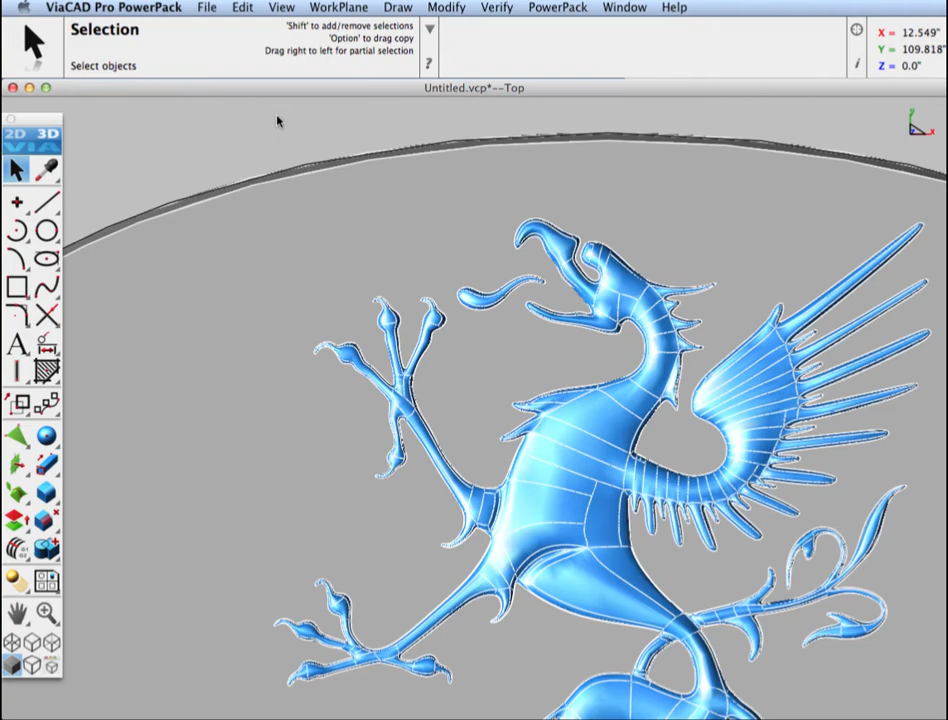 ViaCAD Pro PowerPack File Edit View WorkPlane Draw Modify Verify PowerPack Window Help
Selection
'Shift' to add/remove selections
'Option' to drag copy
Drag right to left for partial selection
Select objects
?
i
X = 12.549"
Y = 109.818"
Z = 0.0"
Untitled.vcp*--Top
y
x
2D 3D
VIA
A